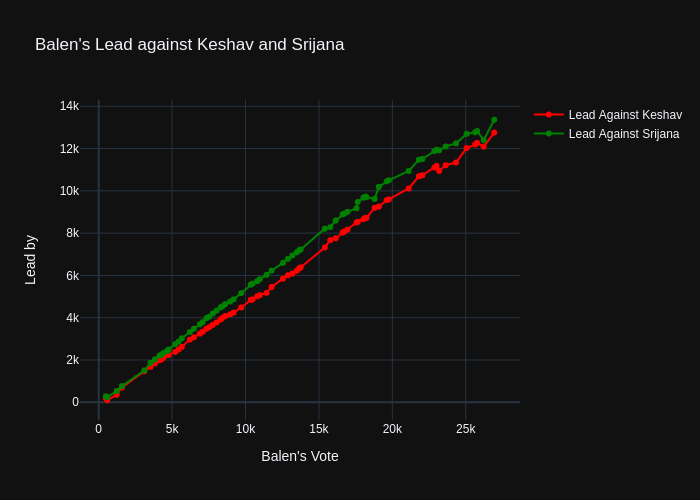 Balen's Lead against Keshav and Srijana
14k
12k
10k
8k
6k
4k
2k
0
Lead by
0 5k 10k 15k 20k 25k
Balen's Vote
Lead Against Keshav
Lead Against Srijana